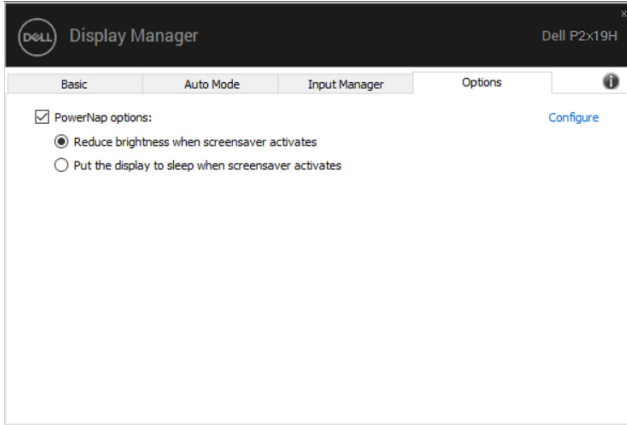 x
DELL Display Manager Dell P2x19H
Basic Auto Mode Input Manager Options i
PowerNap options: Configure
Reduce brightness when screensaver activates
Put the display to sleep when screensaver activates